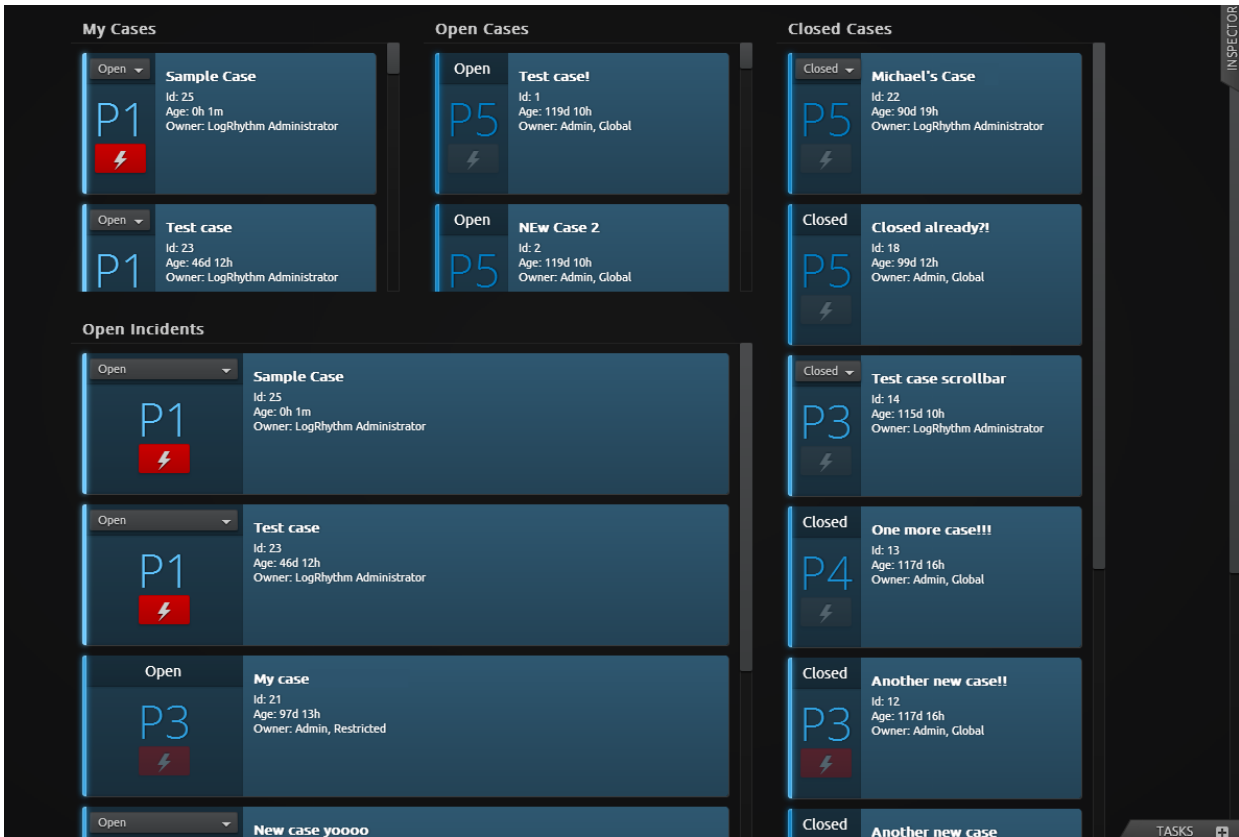 My Cases
Open
Sample Case
Id: 25
Age: 0h 1m
Owner: LogRhythm Administrator
P1
Open
Test case
Id: 23
Age: 46d 12h
Owner: LogRhythm Administrator
P1
Open Cases
Open
Test case!
Id: 1
Age: 119d 10h
Owner: Admin, Global
P5
Open
NEw Case 2
Id: 2
Age: 119d 10h
Owner: Admin, Global
P5
Open Incidents
Open
Sample Case
Id: 25
Age: 0h 1m
Owner: LogRhythm Administrator
P1
Open
Test case
Id: 23
Age: 46d 12h
Owner: LogRhythm Administrator
P1
Open
My case
Id: 21
Age: 97d 13h
Owner: Admin, Restricted
P3
Open
New case yoooo
Closed Cases
Closed
Michael's Case
Id: 22
Age: 90d 19h
Owner: LogRhythm Administrator
P5
Closed
Closed already?!
Id: 18
Age: 99d 12h
Owner: Admin, Global
P5
Closed
Test case scrollbar
Id: 14
Age: 115d 10h
Owner: LogRhythm Administrator
P3
Closed
One more case!!!
Id: 13
Age: 117d 16h
Owner: Admin, Global
P4
Closed
Another new case!!
Id: 12
Age: 117d 16h
Owner: Admin, Global
P3
Closed
Another new case
INSPECTOR
TASKS